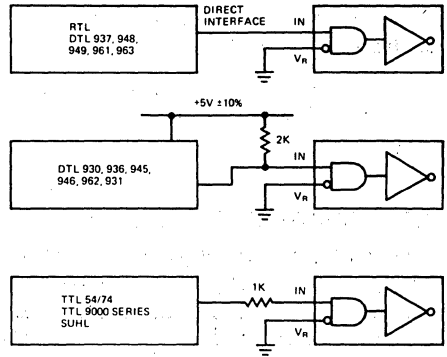 DIRECT
INTERFACE
RTL
DTL 937, 948,
949, 961, 963
IN
VR
+5V ±10%
2K
DTL 930, 936, 945,
946, 962, 931
IN
VR
TTL 54/74
TTL 9000 SERIES
SUHL
1K
IN
VR